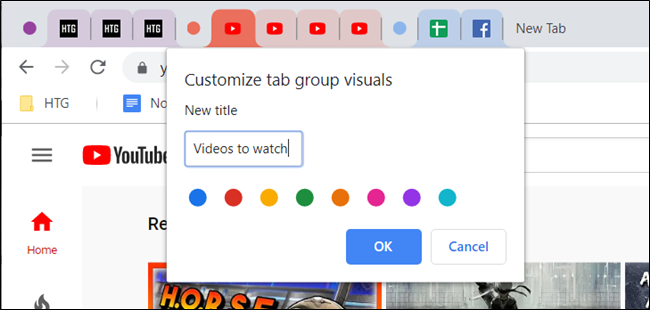 HTG HTG HTG New Tab
y
HTG No
Customize tab group visuals
New title
Videos to watch
YouTube
OK Cancel
Home
Re
H.O.R.S.E
A